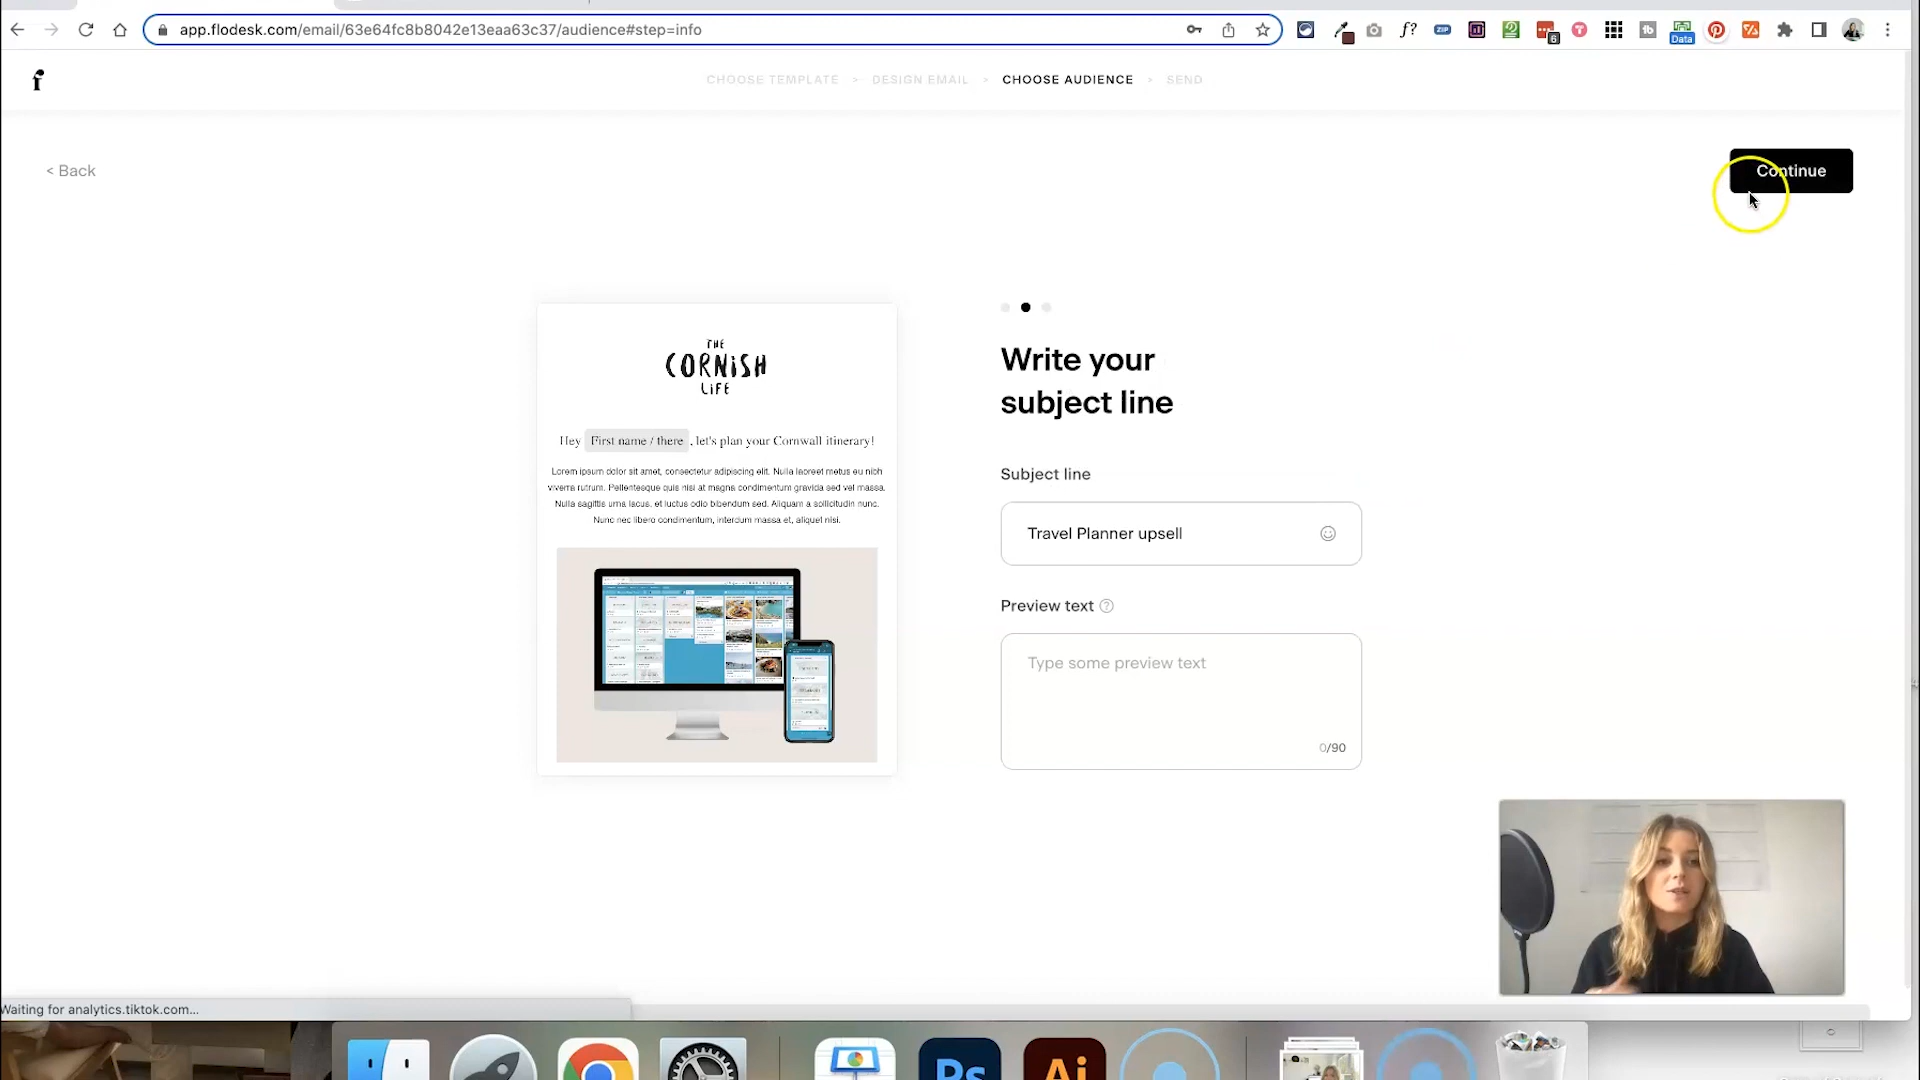 app.flodesk.com/email/63e64fc8b8042e13eaa63c37/audience#step=info
f?
ZIP
6
Data
CHOOSE TEMPLATE > DESIGN EMAIL > CHOOSE AUDIENCE > SEND
< Back
Continue
THE
CORNISH
LIFE
Hey First name / there , let's plan your Cornwall itinerary!
Lorem ipsum dolor sit amet, consectetur adipiscing elit. Nulla laoreet metus eu nibh
viverra rutrum. Pellentesque quis nisi at magna condimentum gravida sed vel massa.
Nulla sagittis urna lacus, et luctus odio bibendum sed. Aliquam a sollicitudin nunc.
Nunc nec libero condimentum, interdum massa et, aliquet nisi.
Write your
subject line
Subject line
Travel Planner upsell
Preview text
Type some preview text
0/90
Waiting for analytics.tiktok.com...
Ps
Ai